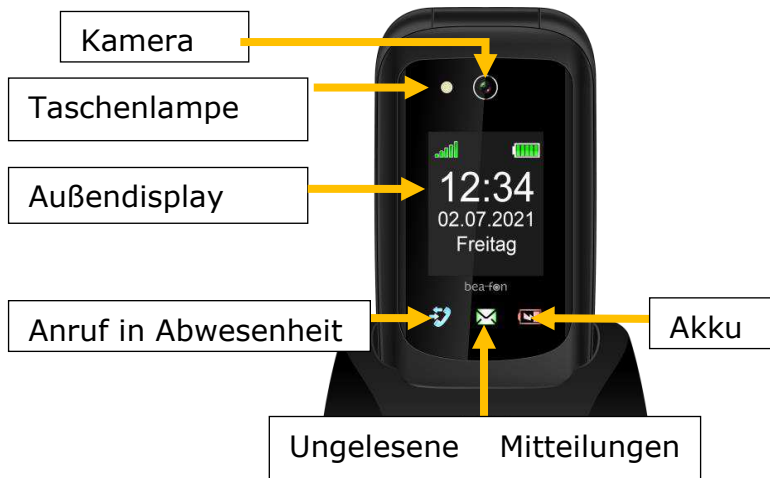 Kamera
Taschenlampe
12:34
Außendisplay
02.07.2021
Freitag
bea-fon
Anruf in Abwesenheit
Akku
Ungelesene Mitteilungen